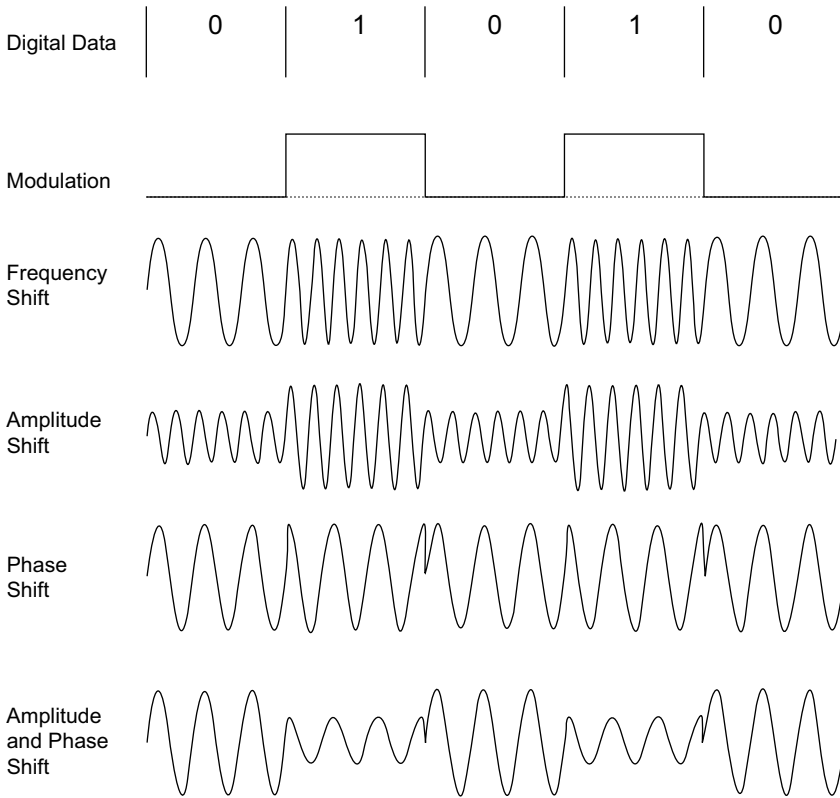 Digital Data
0 1 0 1 0
Modulation
Frequency
Shift
Amplitude
Shift
Phase
Shift
Amplitude
and Phase
Shift